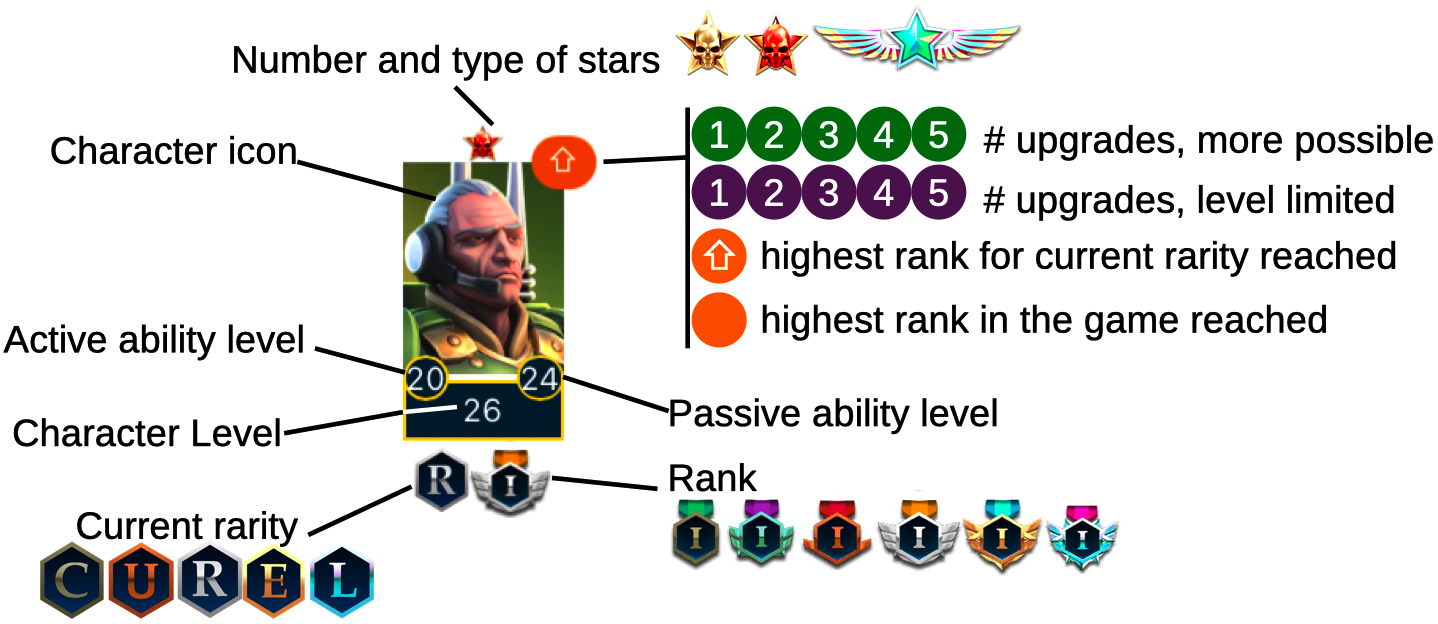 Number and type of stars
Character icon
1 2 3 4 5 # upgrades, more possible
1 2 3 4 5 # upgrades, level limited
highest rank for current rarity reached
highest rank in the game reached
Active ability level
20
24
Character Level
26
Passive ability level
R
I
Rank
I I I I I I
Current rarity
C U R E L